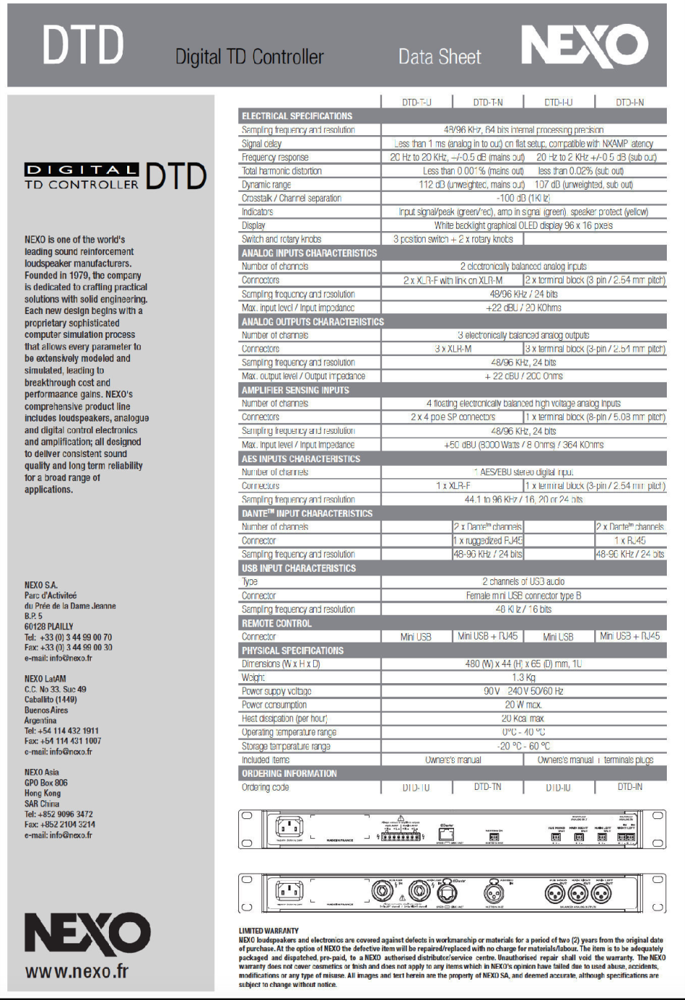 DTD
Digital TD Controller
Data Sheet
NEXO
DIGITAL
TD CONTROLLER
DTD
NEXO is one of the world's
leading sound reinforcement
loudspeaker manufacturers.
Founded in 1979, the company
is dedicated to crafting practical
solutions with solid engineering.
Each new design begins with a
proprietary sophisticated
computer simulation process
that allows every parameter to
be extensively modeled and
simulated, leading to
breakthrough cost and
performaance gains. NEXO's
comprehensive product line
includes loudspeakers, analogue
and digital control electronics
and amplification; all designed
to deliver consistent sound
quality and long term reliability
for a broad range of
applications.
NEXO S.A.
Parc d'Activiteé
du Prée de la Dame Jeanne
B.P. 5
60128 PLAILLY
Tel: +33 (0) 3 44 99 00 70
Fax: +33 (0) 3 44 99 00 30
e-mail: info@nexo.fr
NEXO LatAM
C.C. No 33. Suc 49
Caballito (1449)
Buenos Aires
Argentina
Tel: +54 114 432 1911
Fax: +54 114 431 1007
e-mail: info@nexo.fr
NEXO Asia
GPO Box 806
Hong Kong
SAR China
Tel: +852 9096 3472
Fax: +852 2104 3214
e-mail: info@nexo.fr
NEXO
www.nexo.fr
DTD-T-U DTD-T-N DTD-I-U DTD-I-N
ELECTRICAL SPECIFICATIONS
Sampling frequency and resolution 48/96 KHz, 64 bits internal processing precision
Signal delay Less than 1 ms (analog in to out) on flat setup, compatible with NXAMP latency
Frequency response 20 Hz to 20 KHz, +/-0.5 dB (mains out) 20 Hz to 2 KHz +/-0.5 dB (sub out)
Total harmonic distortion Less than 0.001% (mains out) less than 0.02% (sub out)
Dynamic range 112 dB (unweighted, mains out) 107 dB (unweighted, sub out)
Crosstalk / Channel separation -100 dB (1KHz)
Indicators Input signal/peak (green/red), amp in signal (green), speaker protect (yellow)
Display White backlight graphical OLED display 96 x 16 pixels
Switch and rotary knobs 3 position switch + 2 x rotary knobs
ANALOG INPUTS CHARACTERISTICS
Number of channels 2 electronically balanced analog inputs
Connectors 2 x XLR-F with link on XLR-M 2 x terminal block (3-pin / 2.54 mm pitch)
Sampling frequency and resolution 48/96 KHz / 24 bits
Max. input level / Input impedance +22 dBU / 20 KOhms
ANALOG OUTPUTS CHARACTERISTICS
Number of channels 3 electronically balanced analog outputs
Connectors 3 x XLR-M 3 x terminal block (3-pin / 2.54 mm pitch)
Sampling frequency and resolution 48/96 KHz, 24 bits
Max. output level / Output impedance + 22 dBU / 200 Ohms
AMPLIFIER SENSING INPUTS
Number of channels 4 floating electronically balanced high voltage analog inputs
Connectors 2 x 4 pole SP connectors 1 x terminal block (8-pin / 5.08 mm pitch)
Sampling frequency and resolution 48/96 KHz, 24 bits
Max. Input level / Input Impedance +50 dBU (8000 Watts / 8 Ohms) / 364 KOhms
AES INPUTS CHARACTERISTICS
Number of channels 1 AES/EBU stereo digital input
Connectors 1 x XLR-F 1 x terminal block (3-pin / 2.54 mm pitch)
Sampling frequency and resolution 44.1 to 96 KHz / 16, 20 or 24 bits
DANTE™ INPUT CHARACTERISTICS
Number of channels 2 x Dante™ channels 2 x Dante™ channels
Connector 1 x ruggedized RJ45 1 x RJ45
Sampling frequency and resolution 48-96 KHz / 24 bits 48-96 KHz / 24 bits
USB INPUT CHARACTERISTICS
Type 2 channels of USB audio
Connector Female mini USB connector type B
Sampling frequency and resolution 48 KHz / 16 bits
REMOTE CONTROL
Connector Mini USB Mini USB + RJ45 Mini USB Mini USB + RJ45
PHYSICAL SPECIFICATIONS
Dimensions (W x H x D) 480 (W) x 44 (H) x 65 (D) mm, 1U
Weight 1.3 Kg
Power supply voltage 90 V - 240 V 50/60 Hz
Power consumption 20 W max.
Heat dissipation (per hour) 20 Kcal max.
Operating temperature range 0°C - 40 °C
Storage temperature range -20 °C - 60 °C
Included items Owners's manual Owners's manual + terminals plugs
ORDERING INFORMATION
Ordering code DTD-TU DTD-TN DTD-IU DTD-IN
MADE IN FRANCE
Dante
SUB MONO OUT MAIN RIGHT OUT MAIN LEFT OUT RIGHT LEFT
MADE IN FRANCE
Dante
SUB MONO OUT MAIN RIGHT OUT MAIN LEFT OUT
BALANCED ANALOG OUTPUTS
LIMITED WARRANTY
NEXO loudspeakers and electronics are covered against defects in workmanship or materials for a period of two (2) years from the original date
of purchase. At the option of NEXO the defective item will be repaired/replaced with no charge for materials/labour. The item is to be adequately
packaged and dispatched, pre-paid, to a NEXO authorised distributor/service centre. Unauthorised repair shall void the warranty. The NEXO
warranty does not cover cosmetics or fnish and does not apply to any items which in NEXO's opinion have failed due to used abuse, accidents,
modifications or any type of misuse. All images and text herein are the property of NEXO SA, and deemed accurate, although specifications are
subject to change without notice.